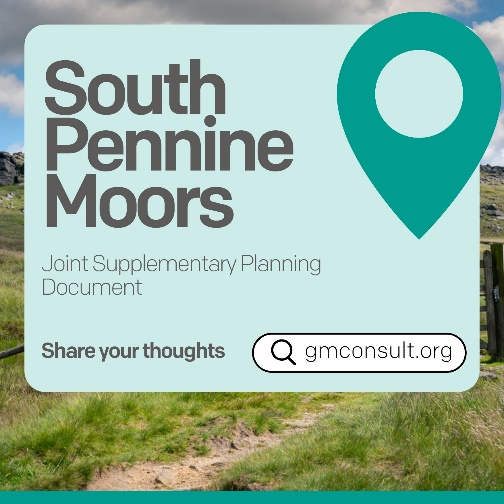 South
Pennine
Moors
Joint Supplementary Planning
Document
Share your thoughts
gmconsult.org